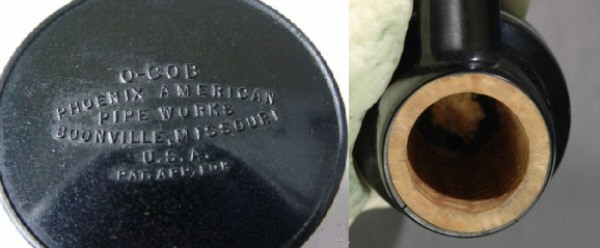 O-COB
PHOENIX AMERICAN
PIPE WORKS
BOONVILLE, MISSOURI
U.S.A.
PAT. APP. FOR